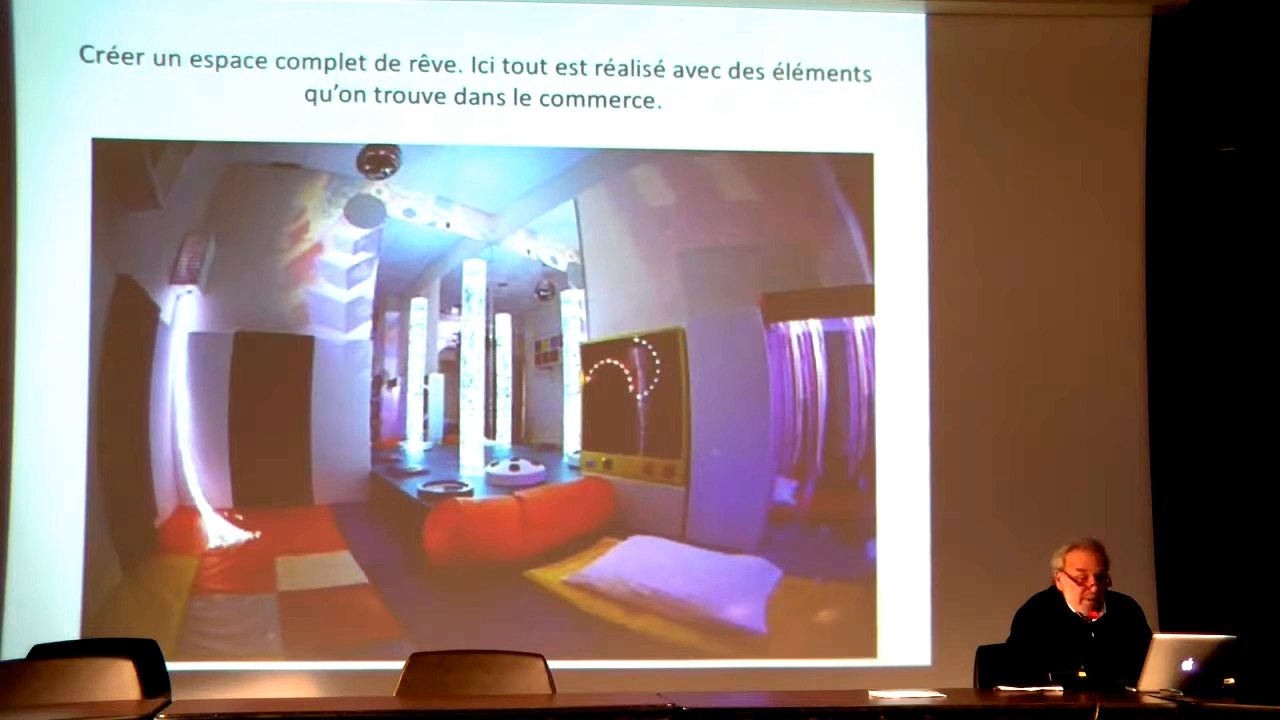 Créer un espace complet de rêve. Ici tout est réalisé avec des éléments
qu'on trouve dans le commerce.